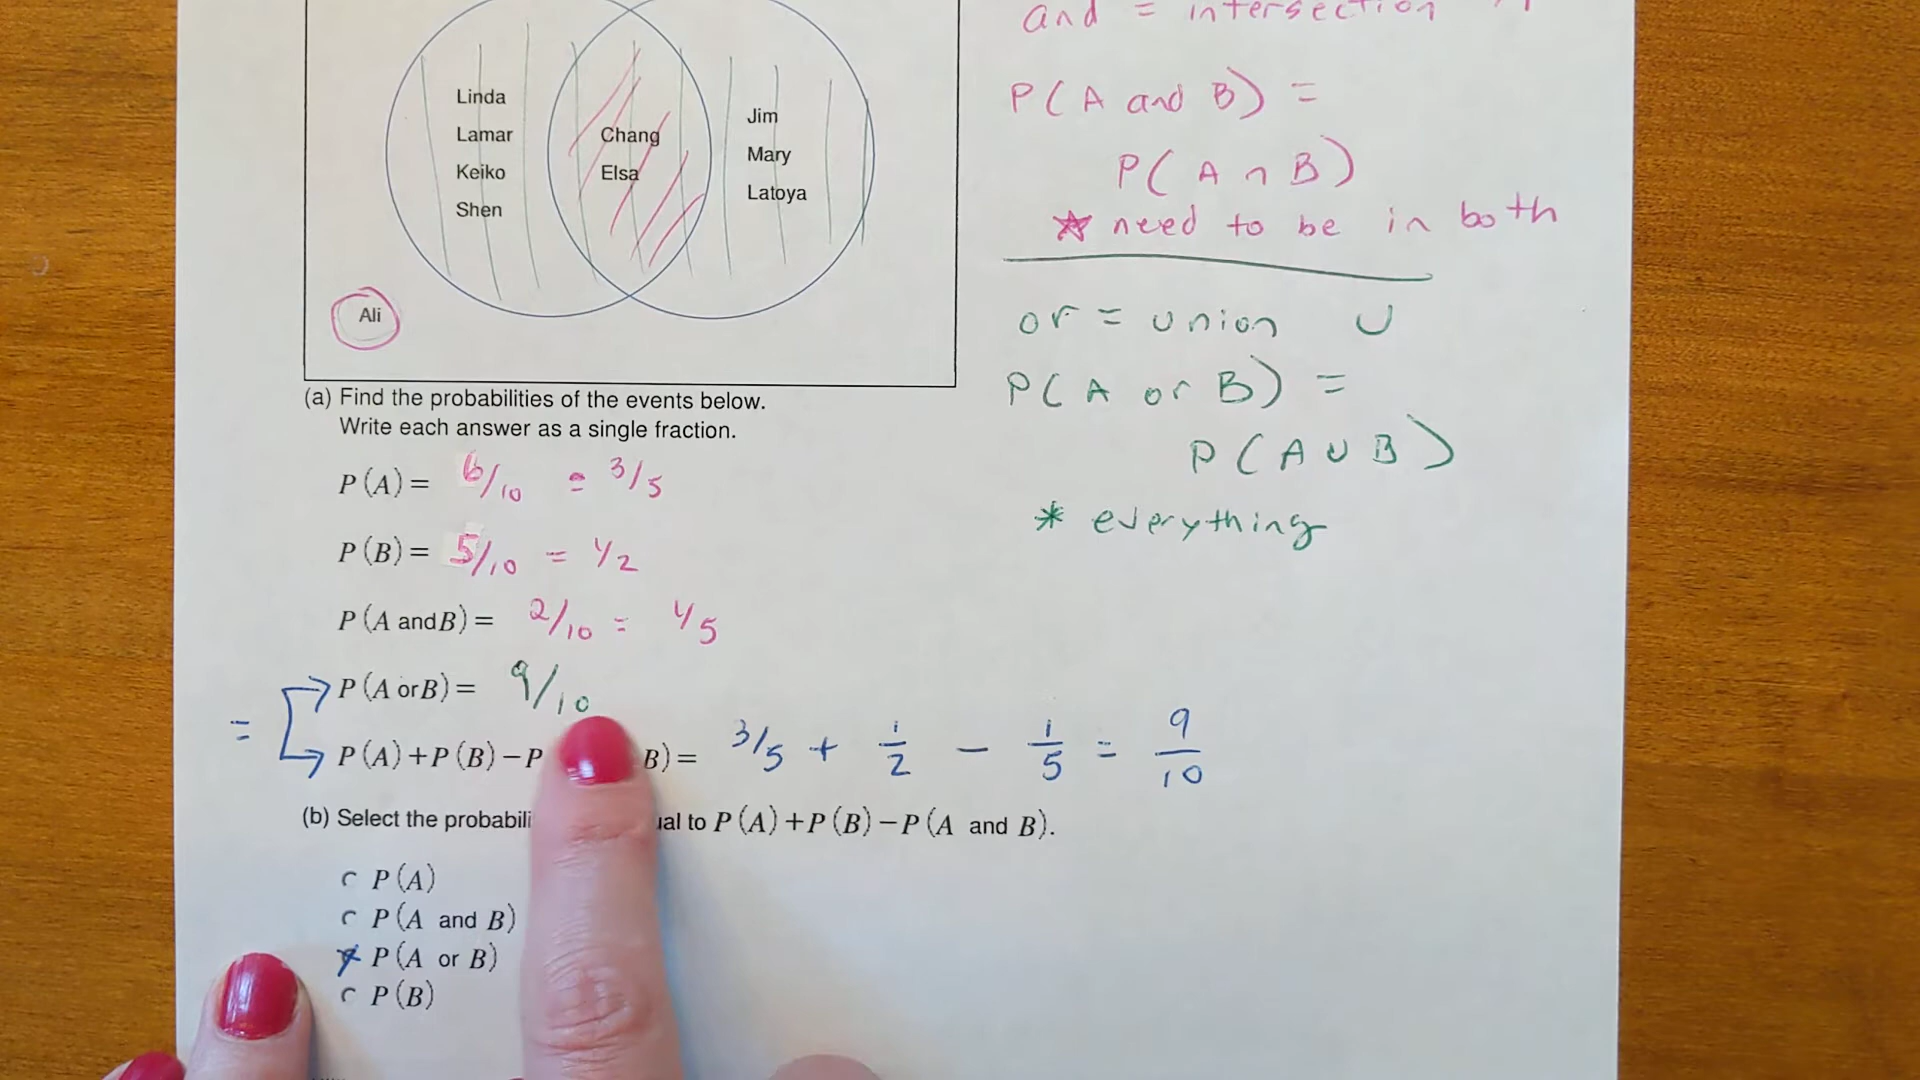 and = intersection
Linda
Lamar
Keiko
Shen
Chang
Elsa
Jim
Mary
Latoya
Ali
P(A and B) =
P(A ∩ B)
☆ need to be in both
or = union ∪
P(A or B) =
P(A ∪ B)
* everything
(a) Find the probabilities of the events below.
Write each answer as a single fraction.
P(A) = 6/10 = 3/5
P(B) = 5/10 = 1/2
P(A and B) = 2/10 = 1/5
P(A or B) = 9/10
= P(A)+P(B)−P B) = 3/5 + 1/2 − 1/5 = 9/10
(b) Select the to P(A)+P(B)−P(A and B).
P(A)
P(A and B)
P(A or B)
P(B)